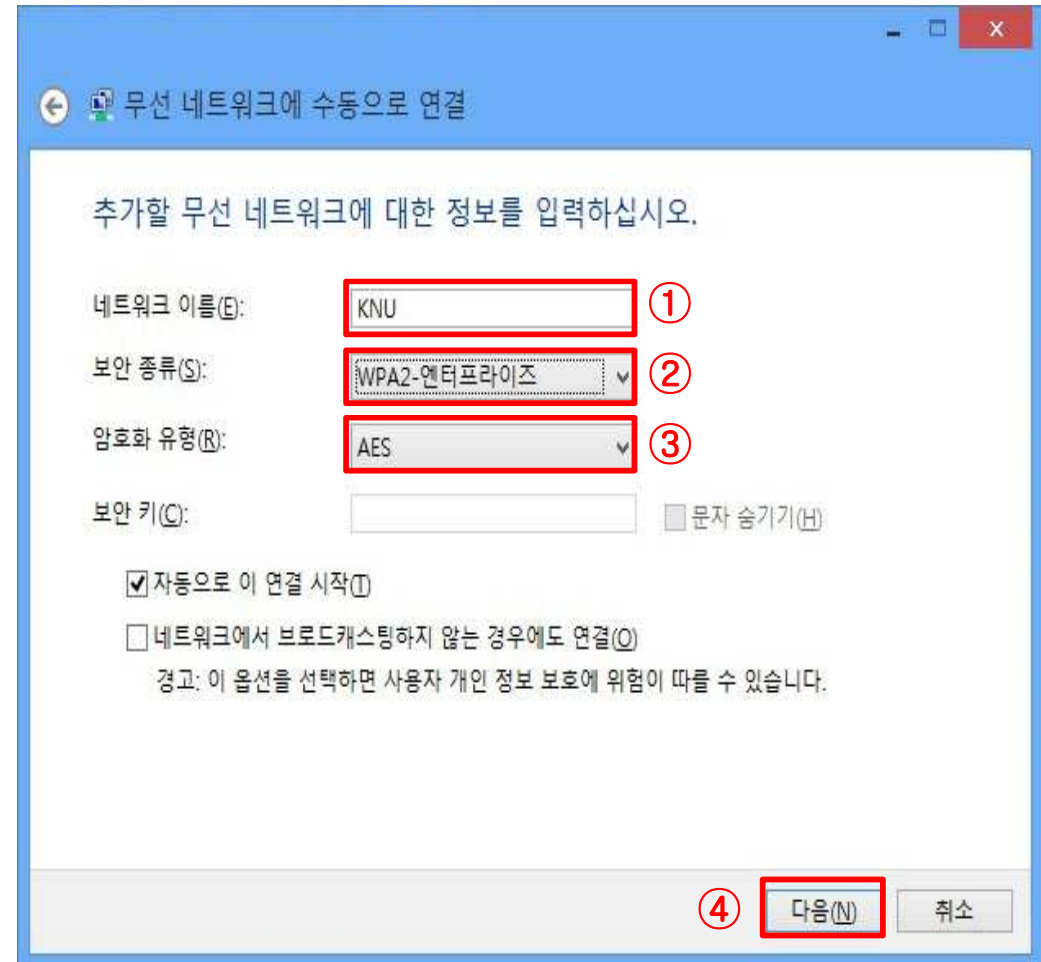 X
무선 네트워크에 수동으로 연결
추가할 무선 네트워크에 대한 정보를 입력하십시오.
네트워크 이름(E): KNU ①
보안 종류(S): WPA2-엔터프라이즈 ②
암호화 유형(R): AES ③
보안 키(C): 문자 숨기기(H)
자동으로 이 연결 시작(T)
네트워크에서 브로드캐스팅하지 않는 경우에도 연결(O)
경고: 이 옵션을 선택하면 사용자 개인 정보 보호에 위험이 따를 수 있습니다.
④ 다음(N) 취소